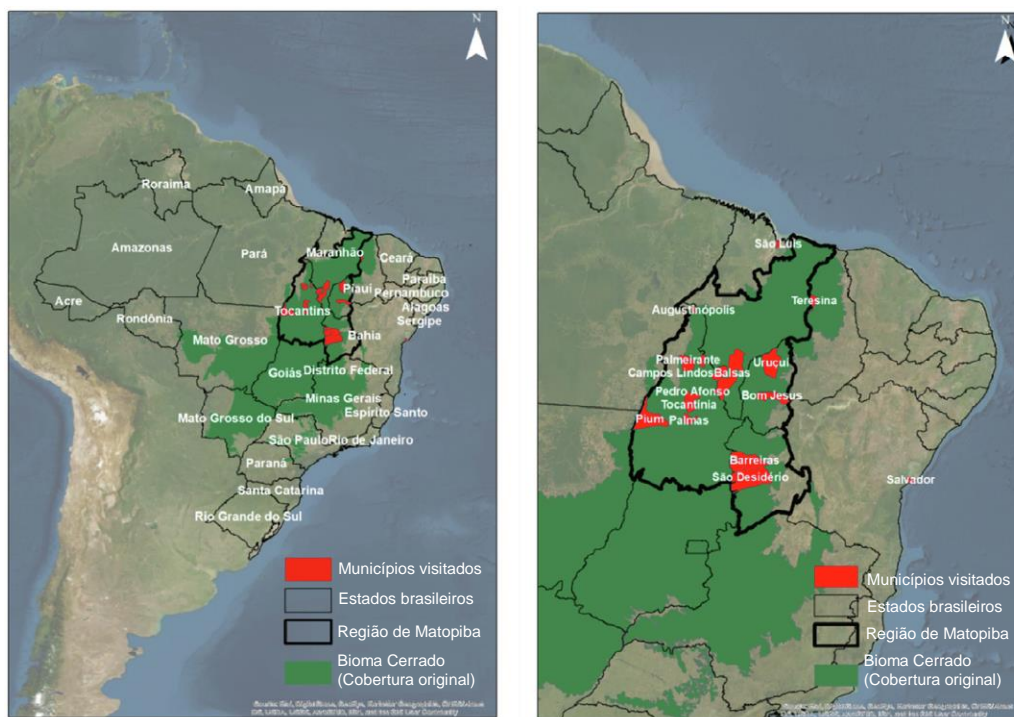 N
Roraima
Amapa
Amazonas
Pará
Maranhão
Ceará
Paraíba
Piauí
Pernambuco
Acre
Alagoas
Tocantins
Sergipe
Rondônia
Bahia
Mato Grosso
Goiás
Distrito Federal
Minas Gerais
Mato Grosso do Sul
Espírito Santo
São Paulo
Rio de Janeiro
Paraná
Santa Catarina
Rio Grande do Sul
Municípios visitados
Estados brasileiros
Região de Matopiba
Bioma Cerrado
(Cobertura original)
N
São Luis
Teresina
Augustinópolis
Palmeirante
Uruçuí
Campos Lindos
Balsas
Pedro Afonso
Bom Jesus
Tocantínia
Pium
Palmas
Barreiras
São Desidério
Salvador
Municípios visitados
Estados brasileiros
Região de Matopiba
Bioma Cerrado
(Cobertura original)